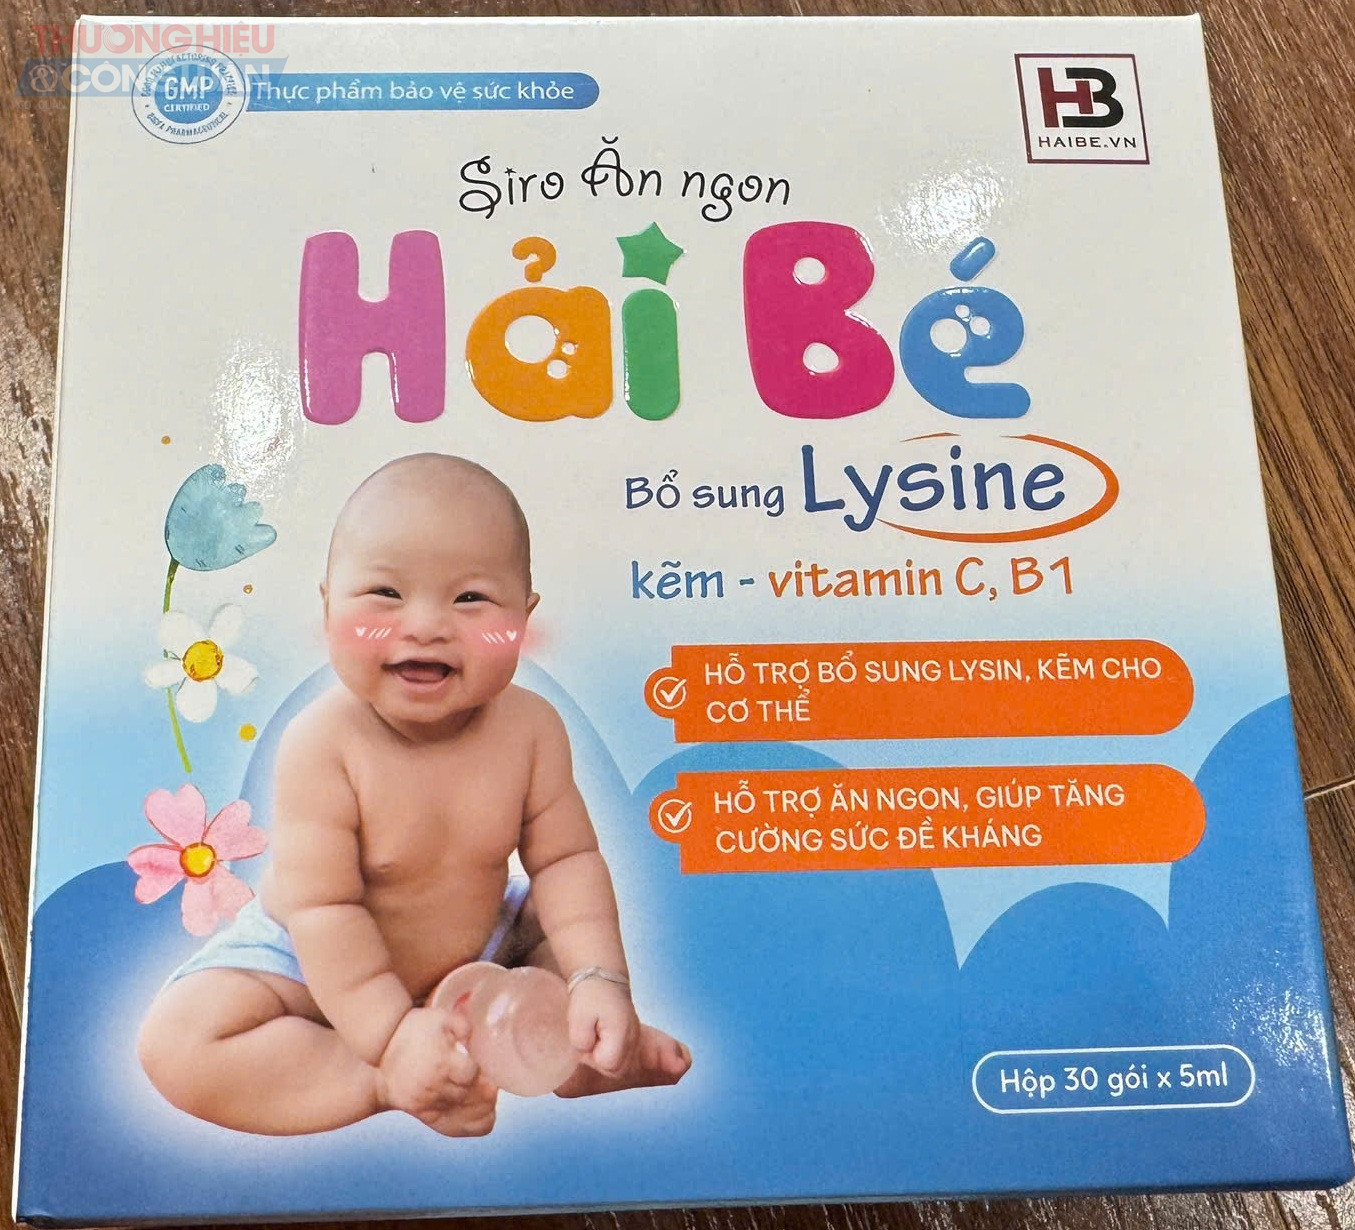 THƯƠNG HIỆU
& CÔNG LUẬN
GMP
CERTIFIED
Thực phẩm bảo vệ sức khỏe
HB
HAIBE.VN
Siro Ăn ngon
Hải Bé
Bổ sung Lysine
kẽm - vitamin C, B1
HỖ TRỢ BỔ SUNG LYSIN, KẼM CHO
CƠ THỂ
HỖ TRỢ ĂN NGON, GIÚP TĂNG
CƯỜNG SỨC ĐỀ KHÁNG
Hộp 30 gói x 5ml